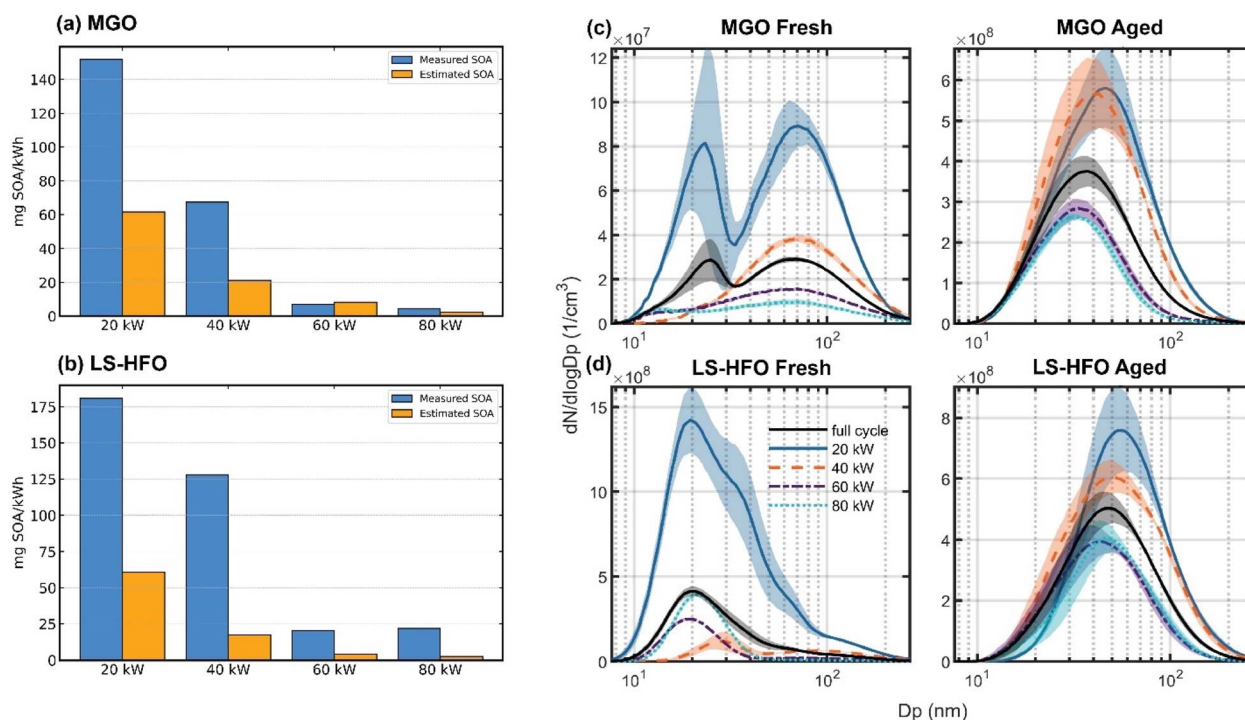 (a) MGO
Measured SOA
Estimated SOA
mg SOA/kWh
140
120
100
80
60
40
20
0
20 kW 40 kW 60 kW 80 kW
(b) LS-HFO
Measured SOA
Estimated SOA
mg SOA/kWh
175
150
125
100
75
50
25
0
20 kW 40 kW 60 kW 80 kW
(c) MGO Fresh
×10⁷
12
10
8
6
4
2
0
10¹ 10²
MGO Aged
×10⁸
6
5
4
3
2
1
0
10¹ 10²
dN/dlogDp (1/cm³)
(d) LS-HFO Fresh
×10⁸
15
10
5
0
full cycle
20 kW
40 kW
60 kW
80 kW
10¹ 10²
LS-HFO Aged
×10⁸
8
6
4
2
0
10¹ 10²
Dp (nm)